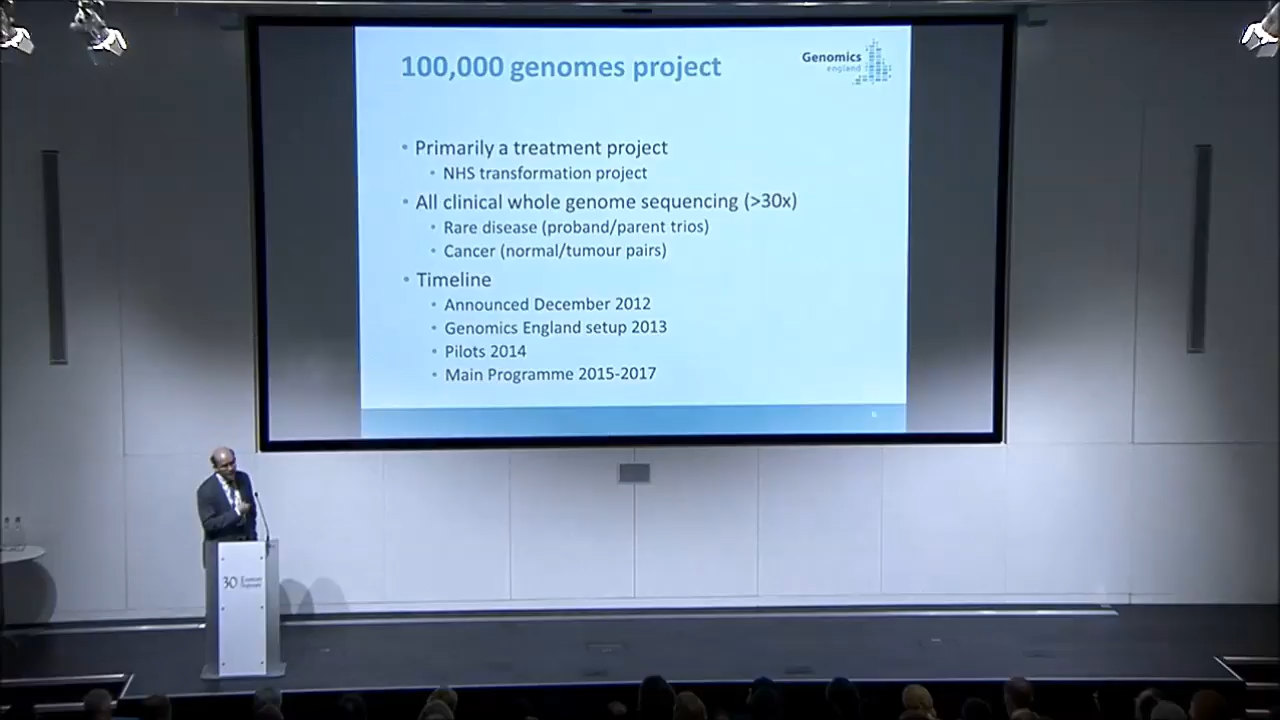 100,000 genomes project
Genomics
england
• Primarily a treatment project
• NHS transformation project
• All clinical whole genome sequencing (>30x)
• Rare disease (proband/parent trios)
• Cancer (normal/tumour pairs)
• Timeline
• Announced December 2012
• Genomics England setup 2013
• Pilots 2014
• Main Programme 2015-2017
6
30